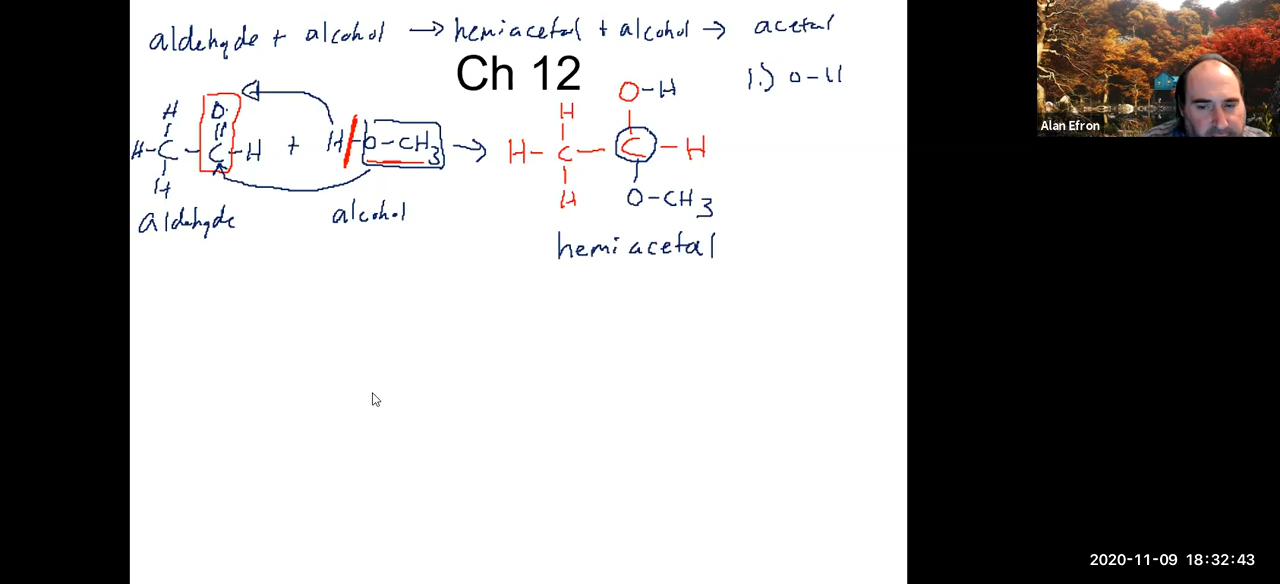 aldehyde + alcohol → hemiacetal + alcohol → acetal
Ch 12
1.) O-H
H O H
H-C-C-H + H-O-CH3 →
H
aldehyde
alcohol
H O-H
H-C-C-H
H O-CH3
hemiacetal
Alan Efron
2020-11-09 18:32:43